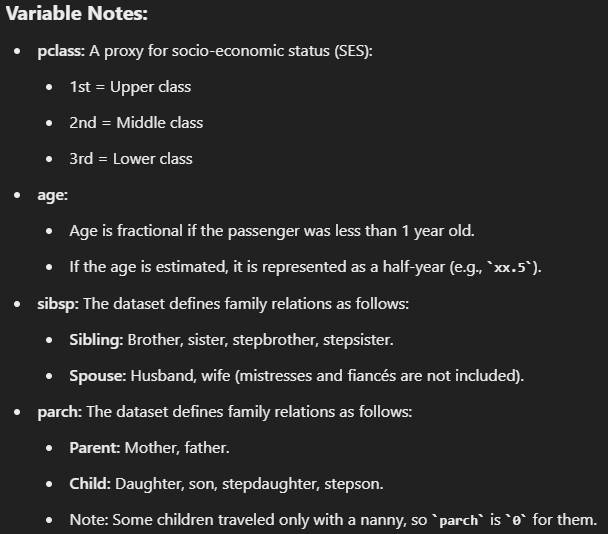 Variable Notes:
• pclass: A proxy for socio-economic status (SES):
• 1st = Upper class
• 2nd = Middle class
• 3rd = Lower class
• age:
• Age is fractional if the passenger was less than 1 year old.
• If the age is estimated, it is represented as a half-year (e.g., `xx.5`).
• sibsp: The dataset defines family relations as follows:
• Sibling: Brother, sister, stepbrother, stepsister.
• Spouse: Husband, wife (mistresses and fiancés are not included).
• parch: The dataset defines family relations as follows:
• Parent: Mother, father.
• Child: Daughter, son, stepdaughter, stepson.
• Note: Some children traveled only with a nanny, so `parch` is `0` for them.